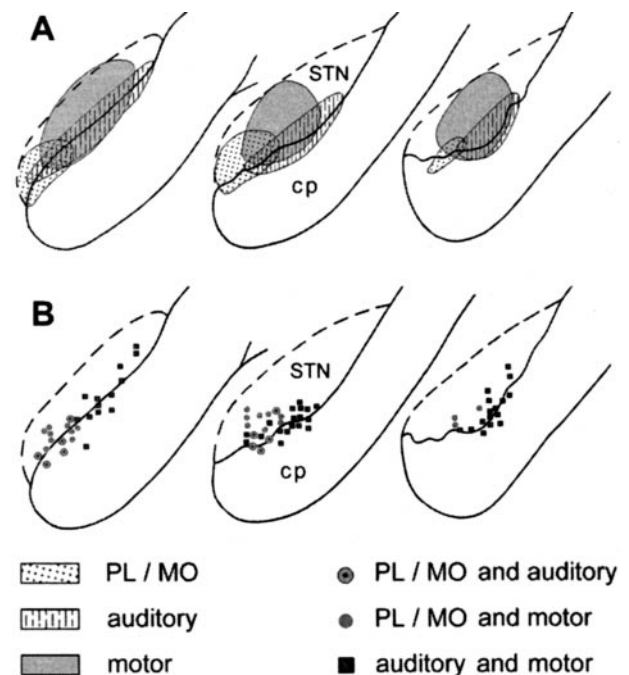 A
STN
cp
B
STN
cp
PL / MO
PL / MO and auditory
auditory
PL / MO and motor
motor
auditory and motor